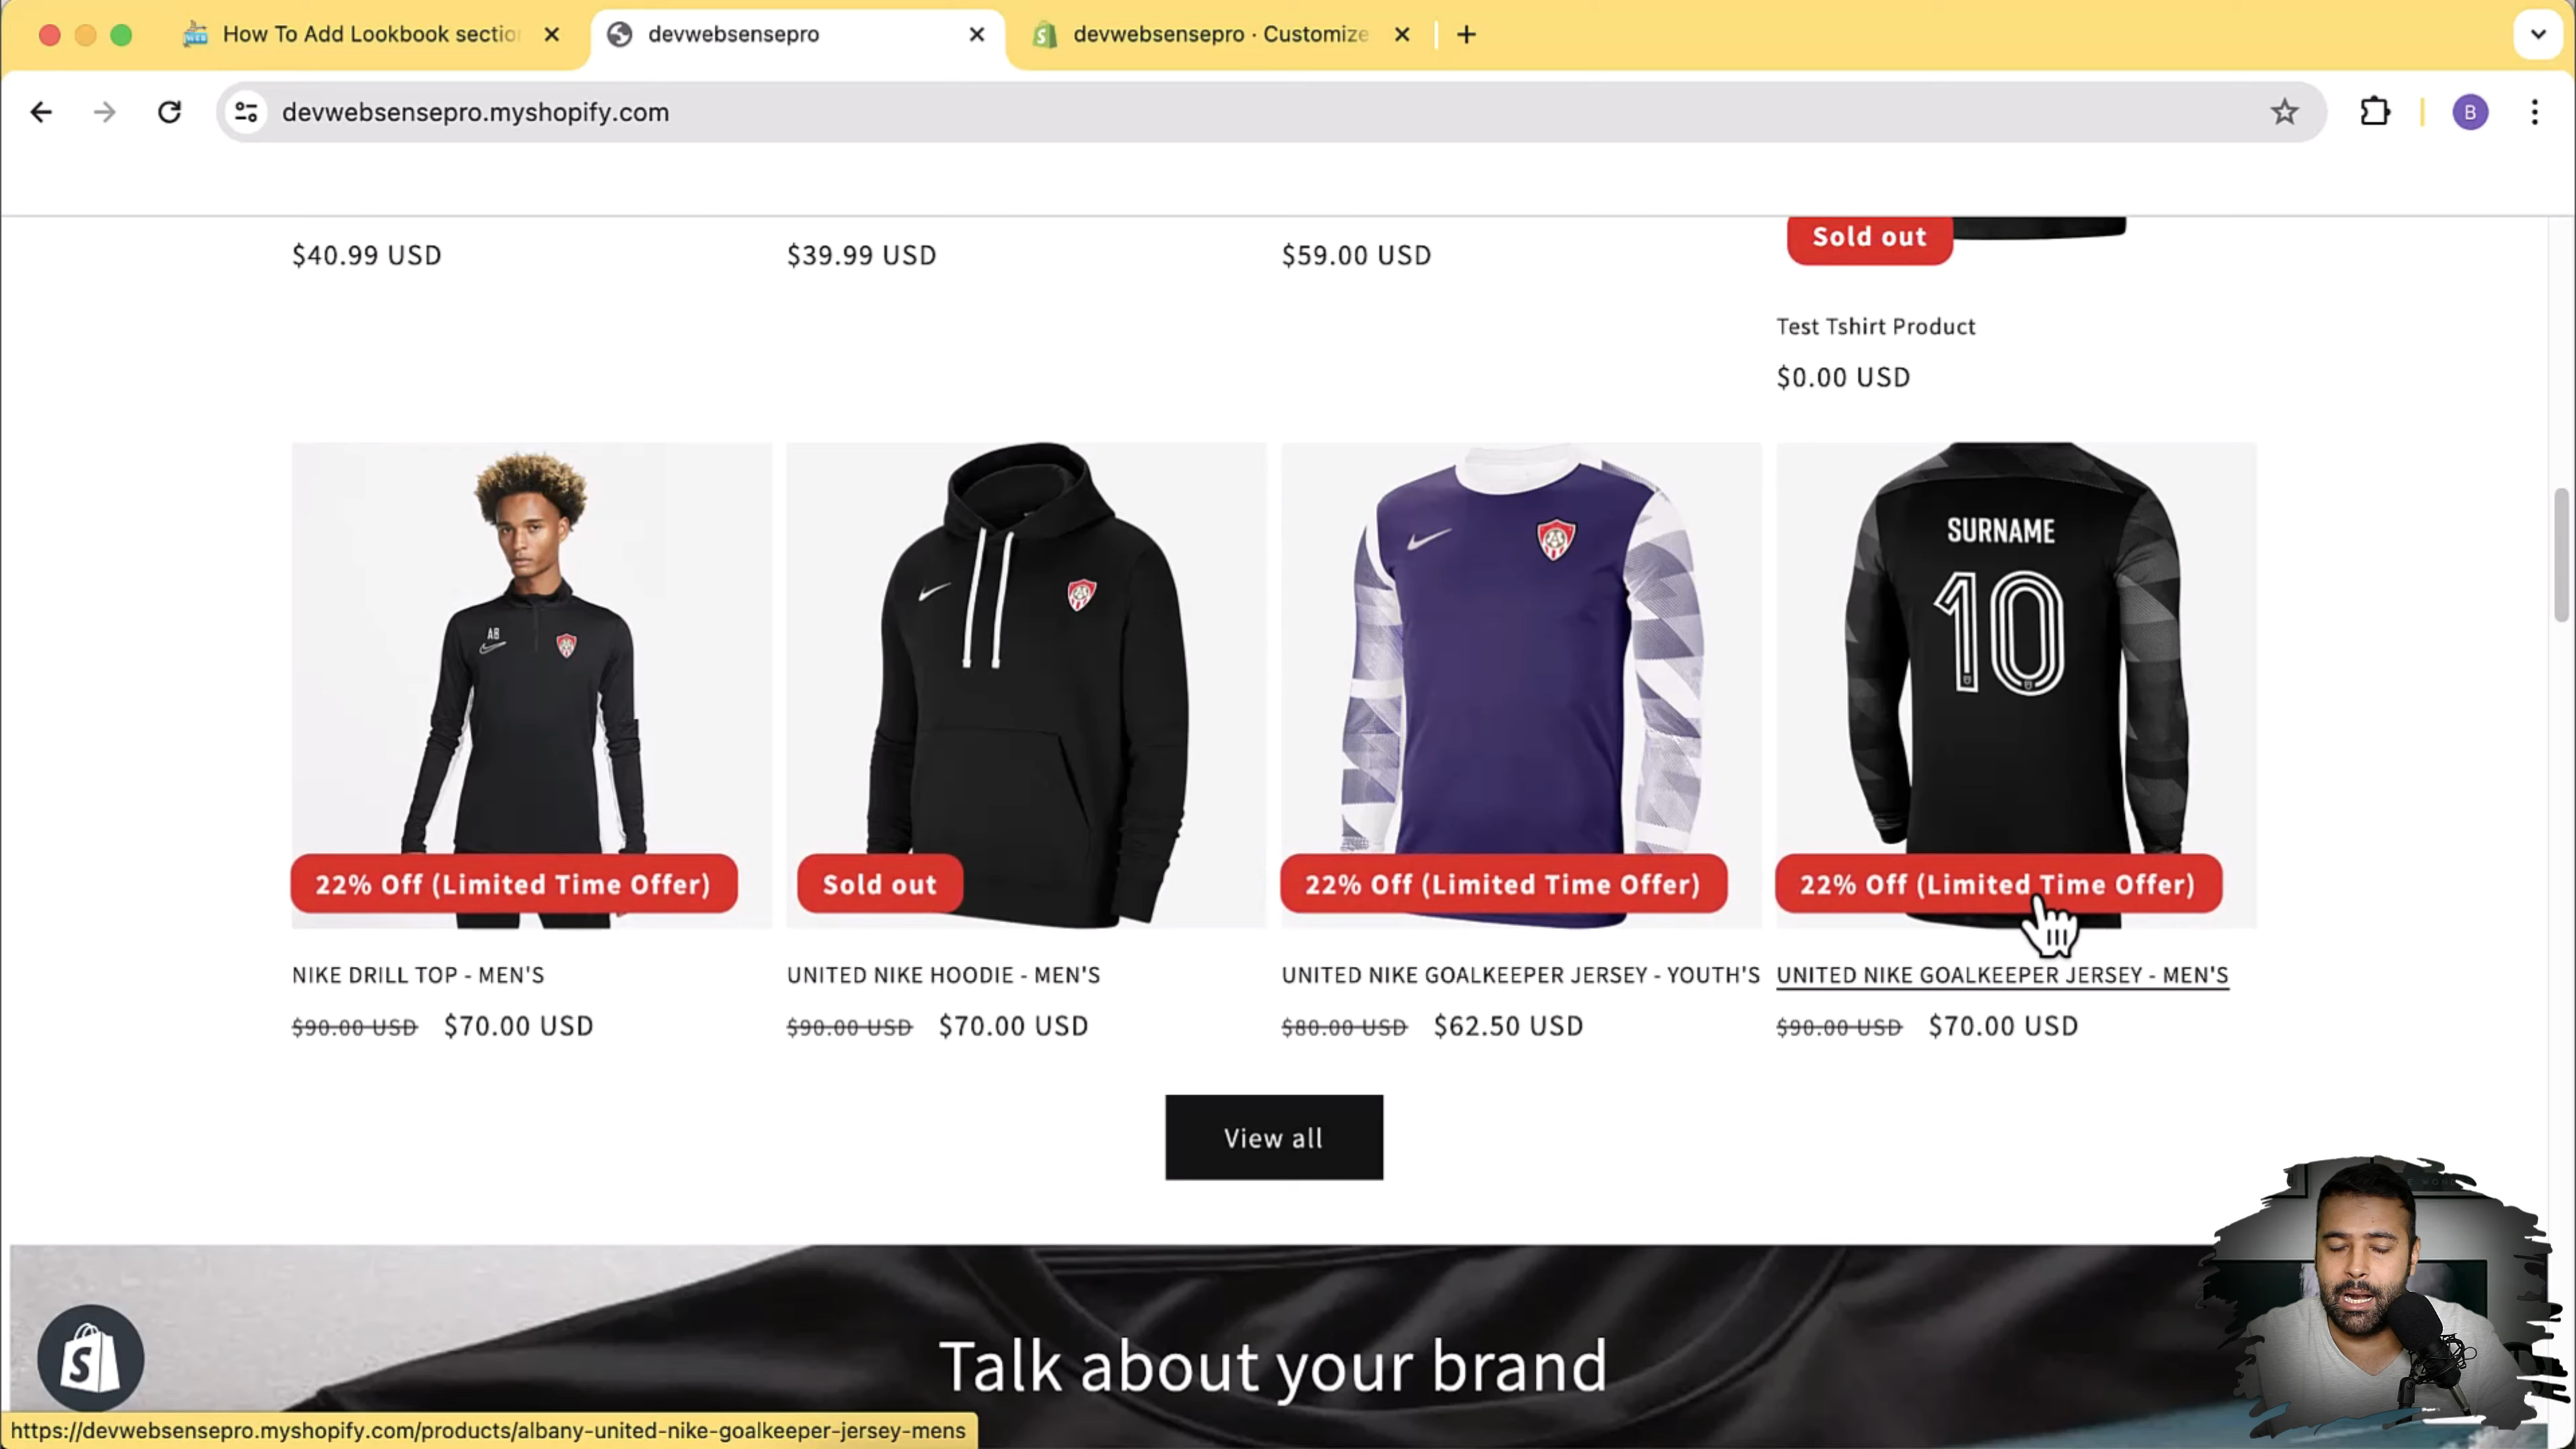 How To Add Lookbook section
devwebsensepro
devwebsensepro · Customize
devwebsensepro.myshopify.com
B
$40.99 USD
$39.99 USD
$59.00 USD
Sold out
Test Tshirt Product
$0.00 USD
AB
SURNAME
10
22% Off (Limited Time Offer)
Sold out
22% Off (Limited Time Offer)
22% Off (Limited Time Offer)
NIKE DRILL TOP - MEN'S
UNITED NIKE HOODIE - MEN'S
UNITED NIKE GOALKEEPER JERSEY - YOUTH'S
UNITED NIKE GOALKEEPER JERSEY - MEN'S
$90.00 USD $70.00 USD
$90.00 USD $70.00 USD
$80.00 USD $62.50 USD
$90.00 USD $70.00 USD
View all
Talk about your brand
https://devwebsensepro.myshopify.com/products/albany-united-nike-goalkeeper-jersey-mens